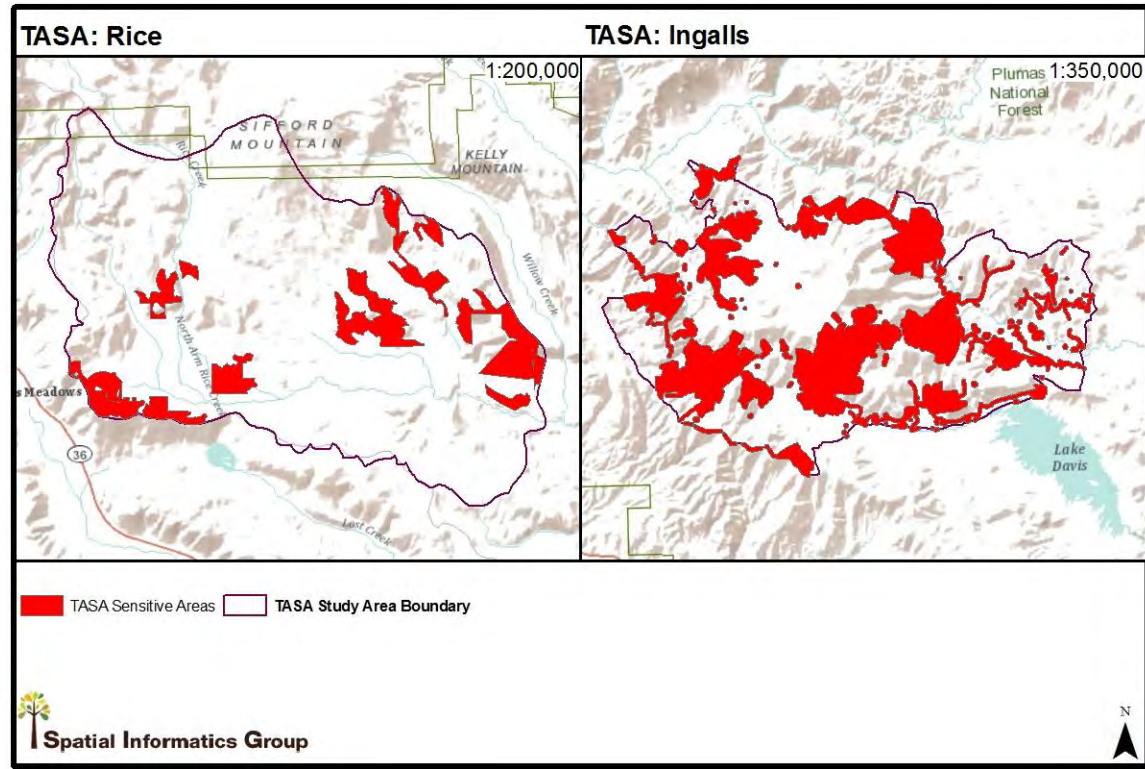 TASA: Rice
TASA: Ingalls
1:200,000
SIFFORD
MOUNTAIN
KELLY
MOUNTAIN
Rice Creek
Willow Creek
North Arm Rice Creek
s Meadows
36
Lost Creek
1:350,000
Plumas
National
Forest
Lake
Davis
TASA Sensitive Areas
TASA Study Area Boundary
Spatial Informatics Group
N